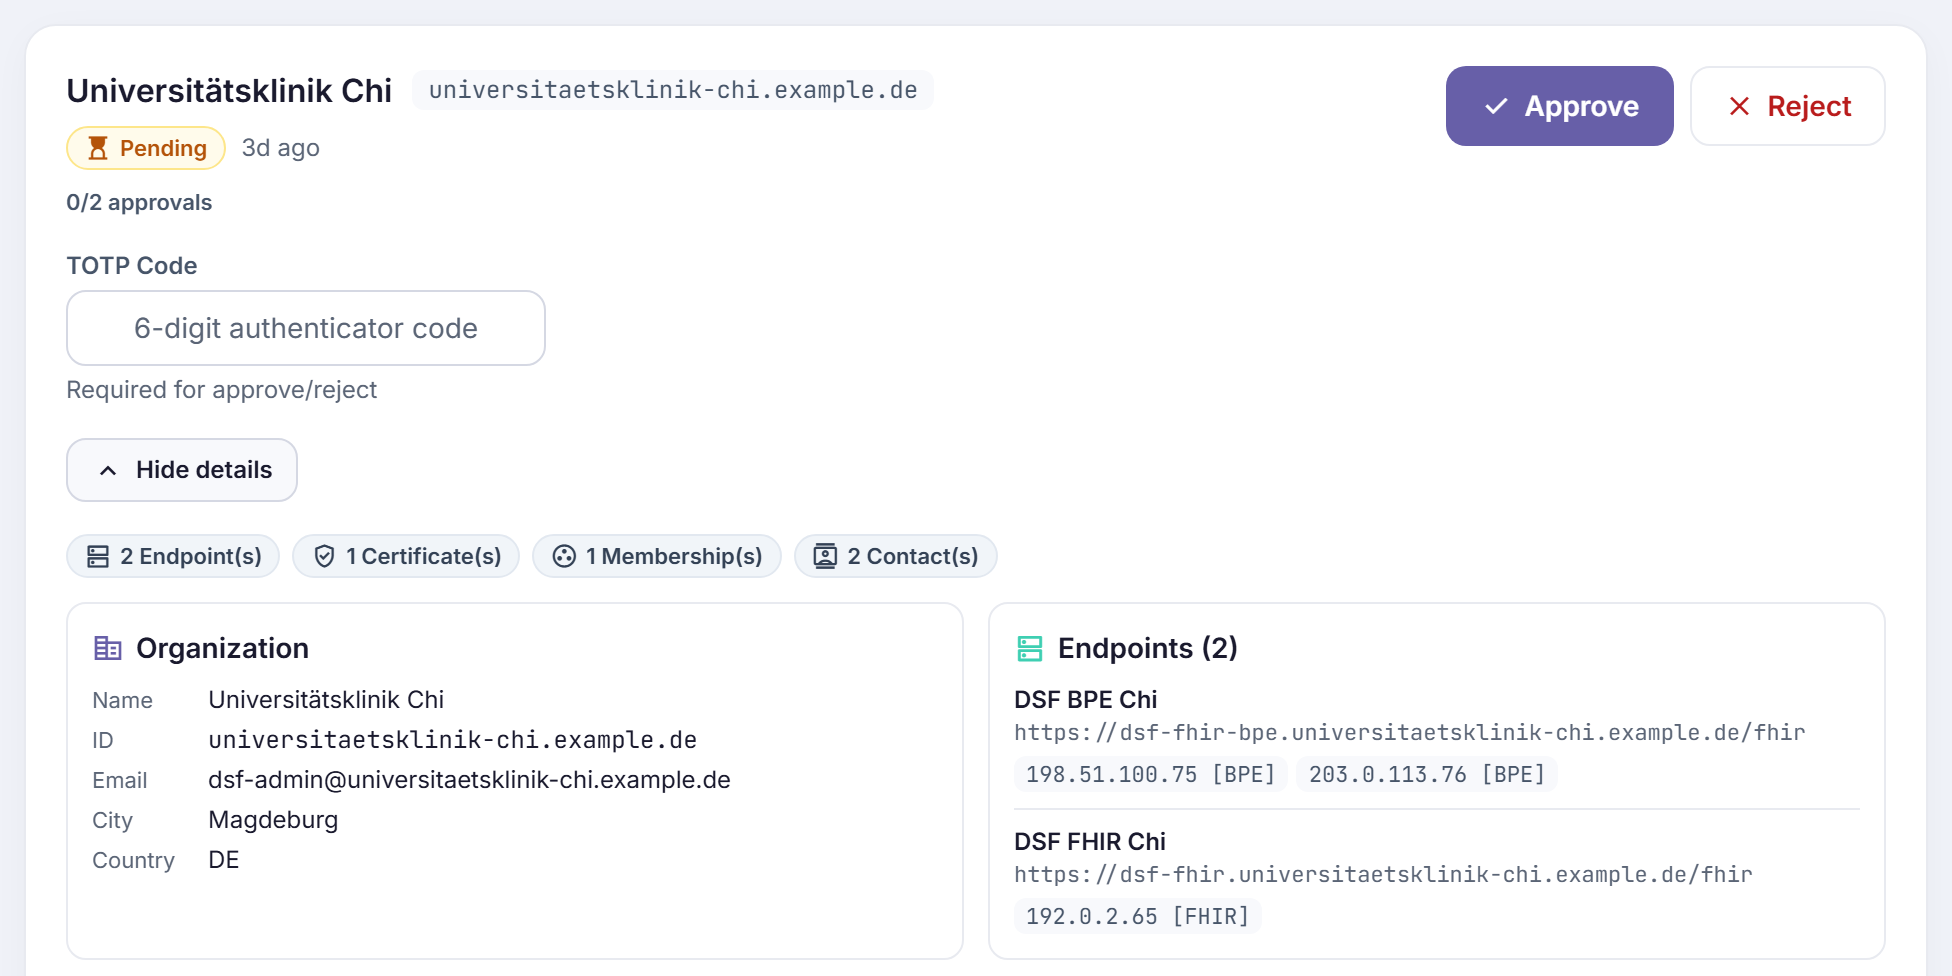 Universitätsklinik Chi universitaetsklinik-chi.example.de
Approve
Reject
Pending 3d ago
0/2 approvals
TOTP Code
6-digit authenticator code
Required for approve/reject
Hide details
2 Endpoint(s)
1 Certificate(s)
1 Membership(s)
2 Contact(s)
Organization
Name Universitätsklinik Chi
ID universitaetsklinik-chi.example.de
Email dsf-admin@universitaetsklinik-chi.example.de
City Magdeburg
Country DE
Endpoints (2)
DSF BPE Chi
https://dsf-fhir-bpe.universitaetsklinik-chi.example.de/fhir
198.51.100.75 [BPE] 203.0.113.76 [BPE]
DSF FHIR Chi
https://dsf-fhir.universitaetsklinik-chi.example.de/fhir
192.0.2.65 [FHIR]